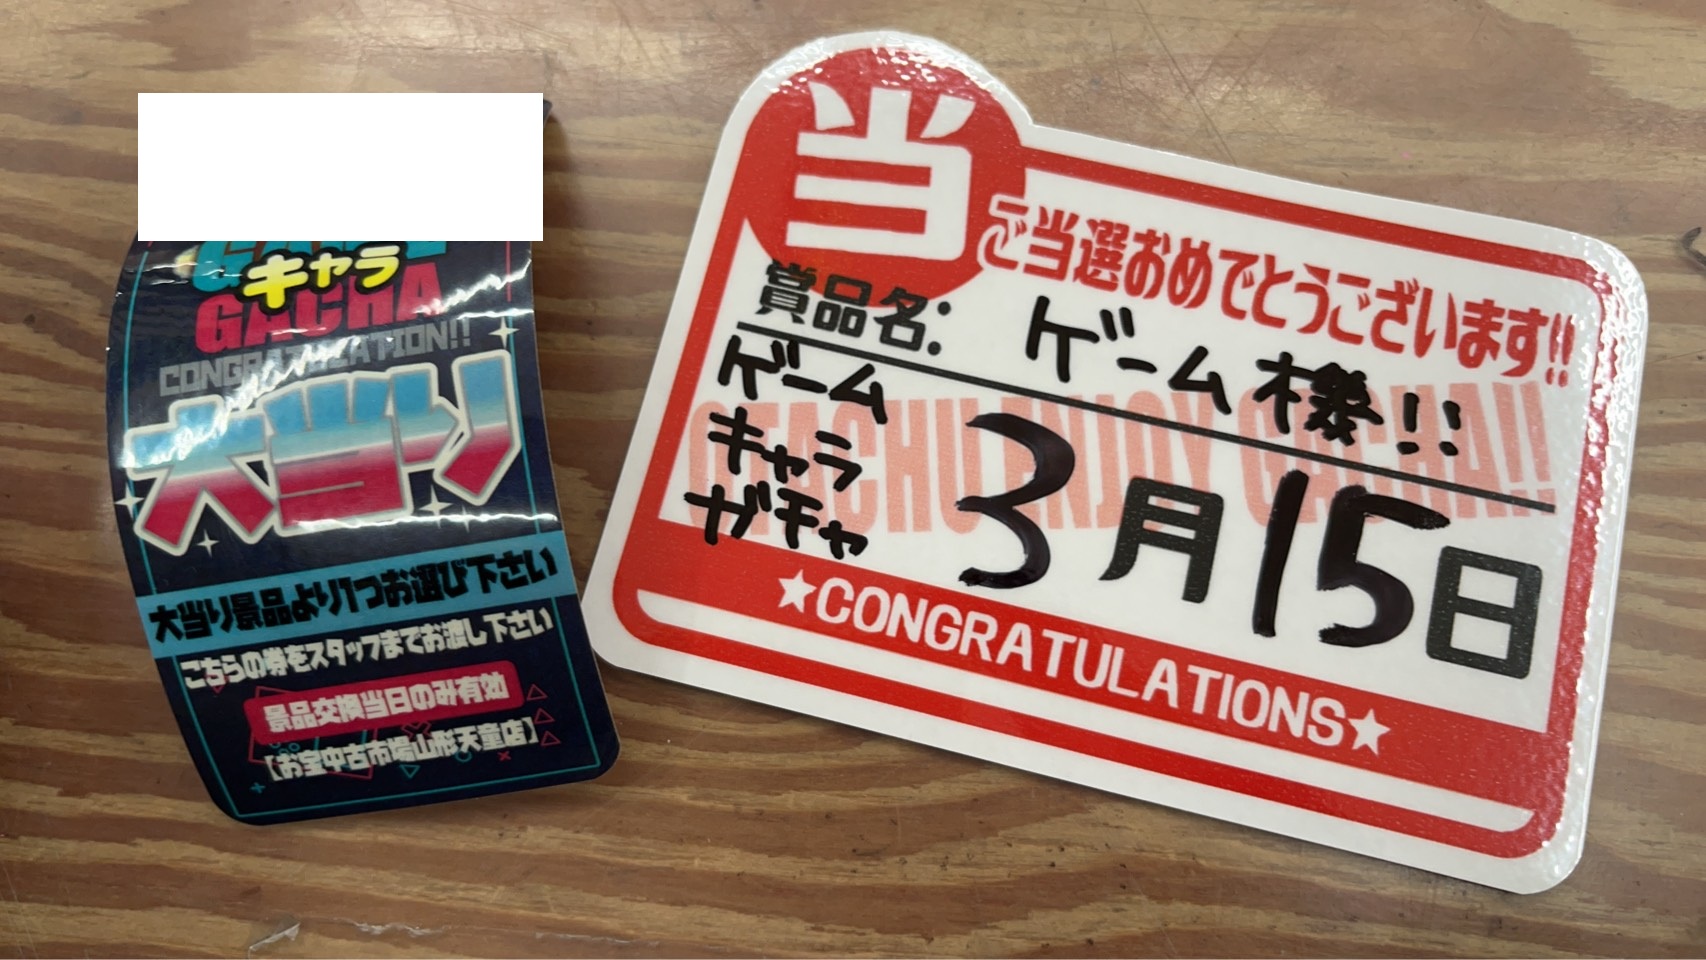 キャラ
GACHA
CONGRATULATION!!
大当り
大当り景品より1つお選び下さい
こちらの券をスタッフまでお渡し下さい
景品交換当日のみ有効
【お宝中古市場山形天童店】
当
ご当選おめでとうございます!!
賞品名: ゲーム機!!
ゲーム
キャラ
ガチャ
3月15日
OTACHU ENJOY GACHA!!
★CONGRATULATIONS★